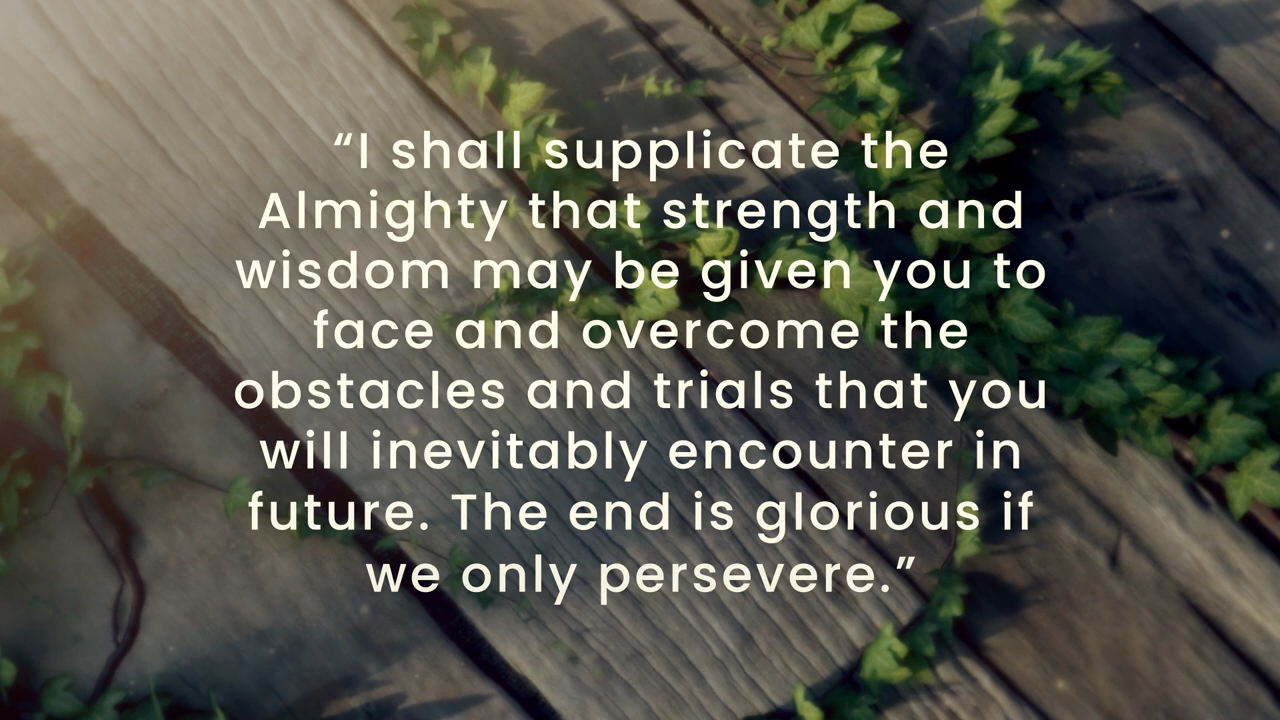 “I shall supplicate the
Almighty that strength and
wisdom may be given you to
face and overcome the
obstacles and trials that you
will inevitably encounter in
future. The end is glorious if
we only persevere.”